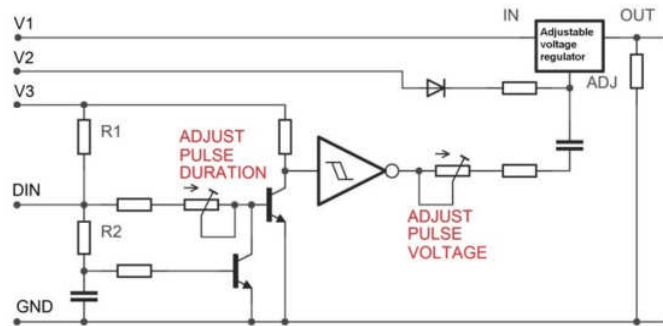 V1
IN
OUT
Adjustable
voltage
regulator
V2
ADJ
V3
R1
ADJUST
PULSE
DURATION
DIN
R2
ADJUST
PULSE
VOLTAGE
GND